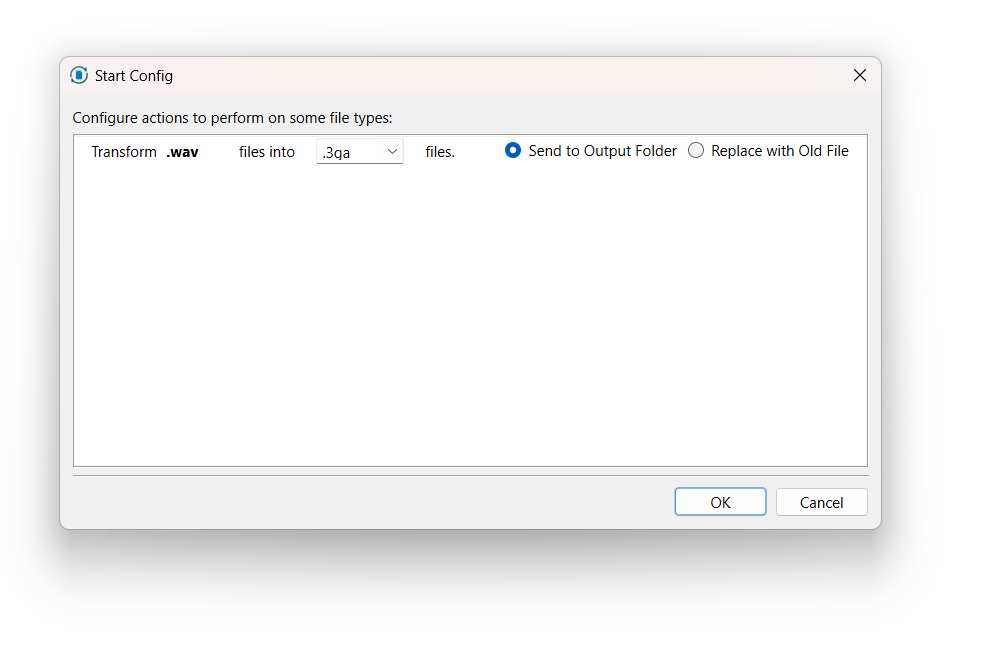 Start Config
Configure actions to perform on some file types:
Transform .wav files into .3ga files. Send to Output Folder Replace with Old File
OK Cancel